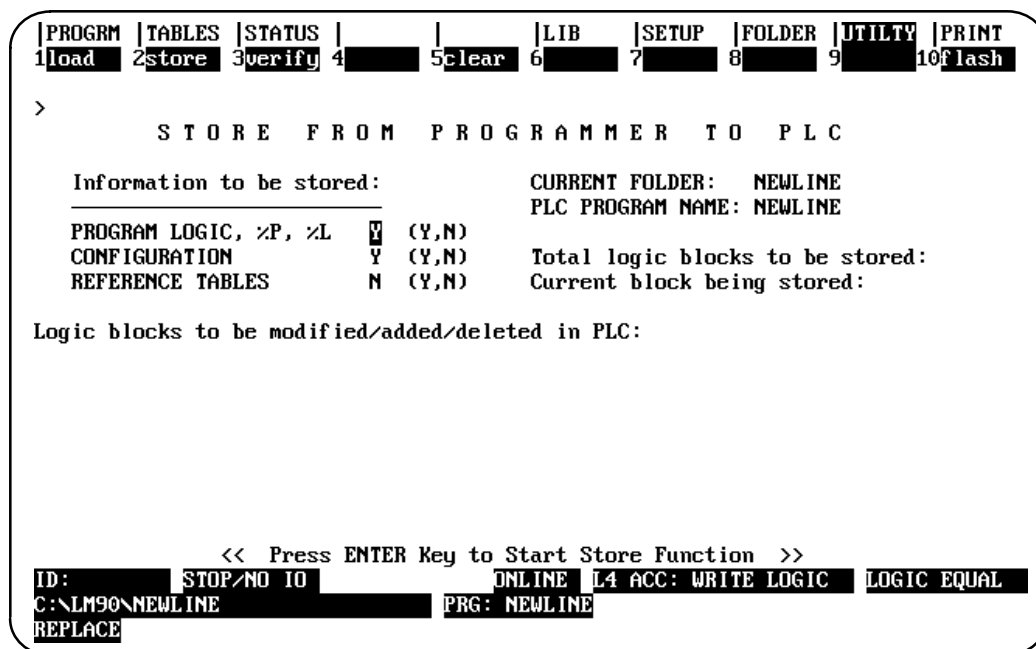 |PROGRM |TABLES |STATUS | | |LIB |SETUP |FOLDER |UTILTY |PRINT
1load 2store 3verify 4 5clear 6 7 8 9 10flash
>
S T O R E F R O M P R O G R A M M E R T O P L C
Information to be stored: CURRENT FOLDER: NEWLINE
PLC PROGRAM NAME: NEWLINE
PROGRAM LOGIC, %P, %L Y (Y,N)
CONFIGURATION Y (Y,N) Total logic blocks to be stored:
REFERENCE TABLES N (Y,N) Current block being stored:
Logic blocks to be modified/added/deleted in PLC:
<< Press ENTER Key to Start Store Function >>
ID: STOP/NO IO ONLINE L4 ACC: WRITE LOGIC LOGIC EQUAL
C:\LM90\NEWLINE PRG: NEWLINE
REPLACE